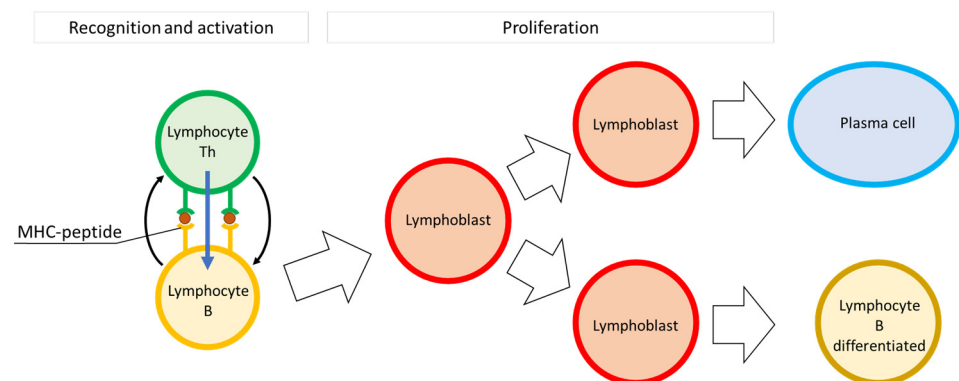 Recognition and activation
Proliferation
Lymphocyte
Th
MHC-peptide
Lymphocyte
B
Lymphoblast
Lymphoblast
Lymphoblast
Plasma cell
Lymphocyte
B
differentiated